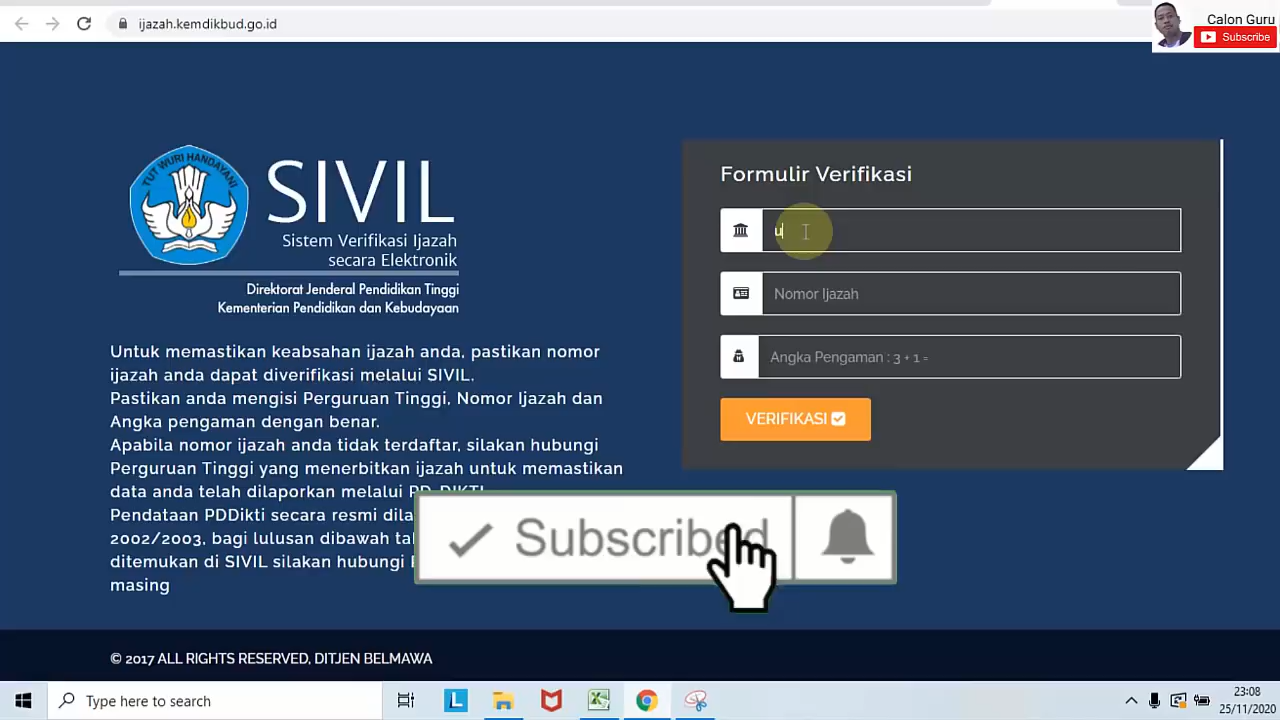 ijazah.kemdikbud.go.id
Calon Guru
Subscribe
TUT WURI HANDAYANI
SIVIL
Sistem Verifikasi Ijazah
secara Elektronik
Direktorat Jenderal Pendidikan Tinggi
Kementerian Pendidikan dan Kebudayaan
Untuk memastikan keabsahan ijazah anda, pastikan nomor
ijazah anda dapat diverifikasi melalui SIVIL.
Pastikan anda mengisi Perguruan Tinggi, Nomor Ijazah dan
Angka pengaman dengan benar.
Apabila nomor ijazah anda tidak terdaftar, silakan hubungi
Perguruan Tinggi yang menerbitkan ijazah untuk memastikan
data anda telah dilaporkan melalui PD-DIKTI
Pendataan PDDikti secara resmi
2002/2003, bagi lulusan dibawah
ditemukan di SIVIL silakan hubungi
masing
Formulir Verifikasi
u
Nomor Ijazah
Angka Pengaman : 3 + 1 =
VERIFIKASI
Subscribed
© 2017 ALL RIGHTS RESERVED, DITJEN BELMAWA
Type here to search
L
23:08
25/11/2020